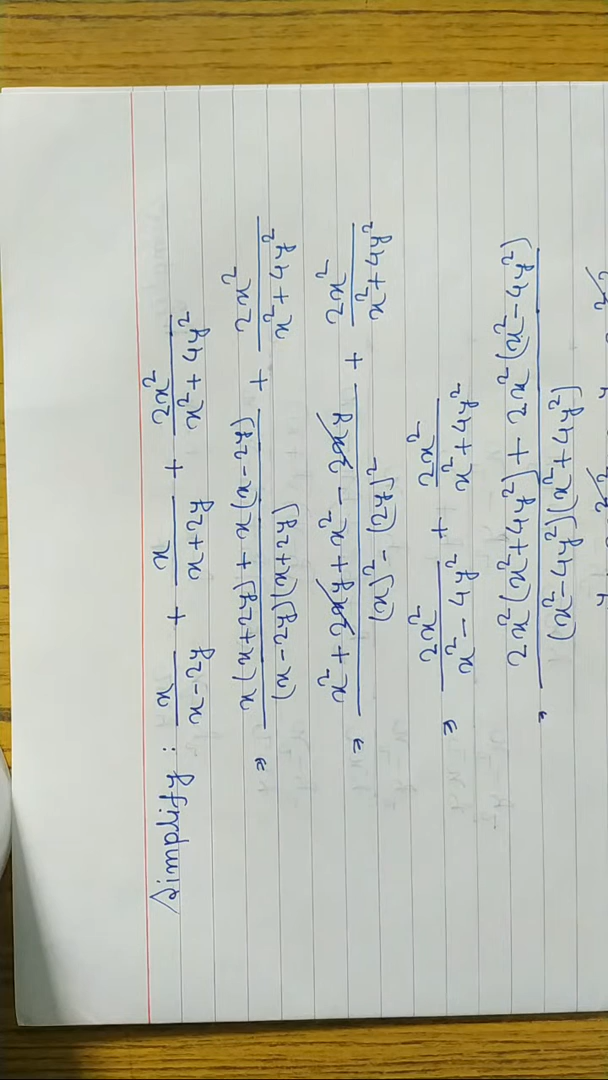 Simplify : x/(x-2y) + x/(x+2y) + 2x²/(x²+4y²)
⇒ (x(x+2y) + x(x-2y))/((x-2y)(x+2y)) + 2x²/(x²+4y²)
⇒ (x² + 2xy + x² - 2xy)/((x)² - (2y)²) + 2x²/(x²+4y²)
⇒ 2x²/(x²-4y²) + 2x²/(x²+4y²)
⇒ (2x²(x²+4y²) + 2x²(x²-4y²))/((x²-4y²)(x²+4y²))